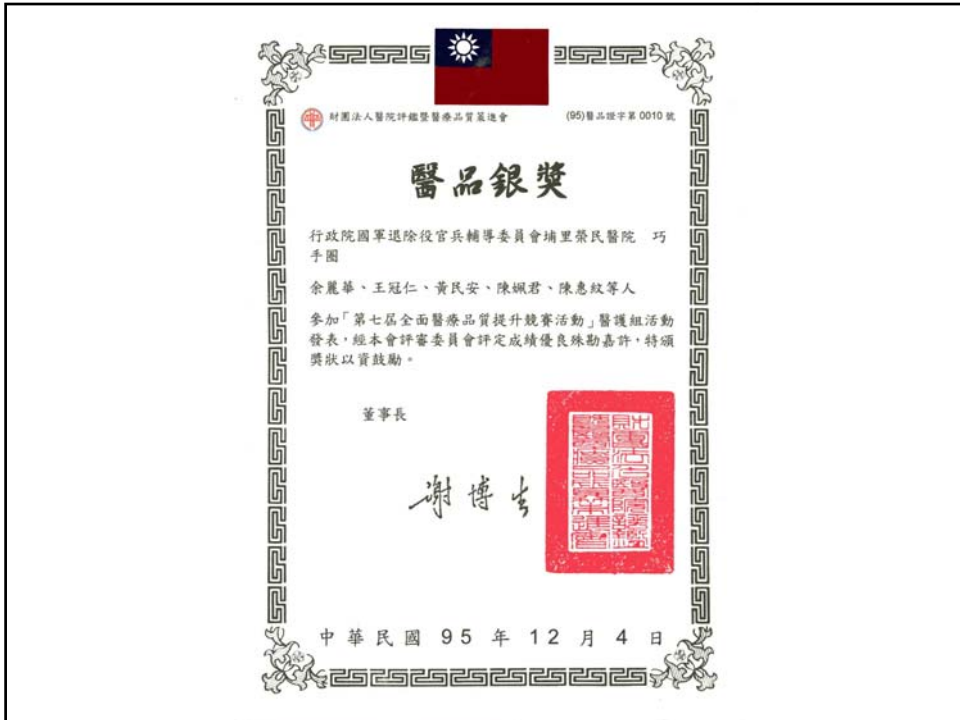 財團法人醫院評鑑暨醫療品質策進會
(95)醫品證字第 0010 號
醫品銀獎
行政院國軍退除役官兵輔導委員會埔里榮民醫院 巧
手圈
余麗華、王冠仁、黃民安、陳姵君、陳惠紋等人
參加「第七屆全面醫療品質提升競賽活動」醫護組活動
發表,經本會評審委員會評定成績優良殊勘嘉許,特頒
獎狀以資鼓勵。
董事長
謝博生
中華民國 95 年 12 月 4 日